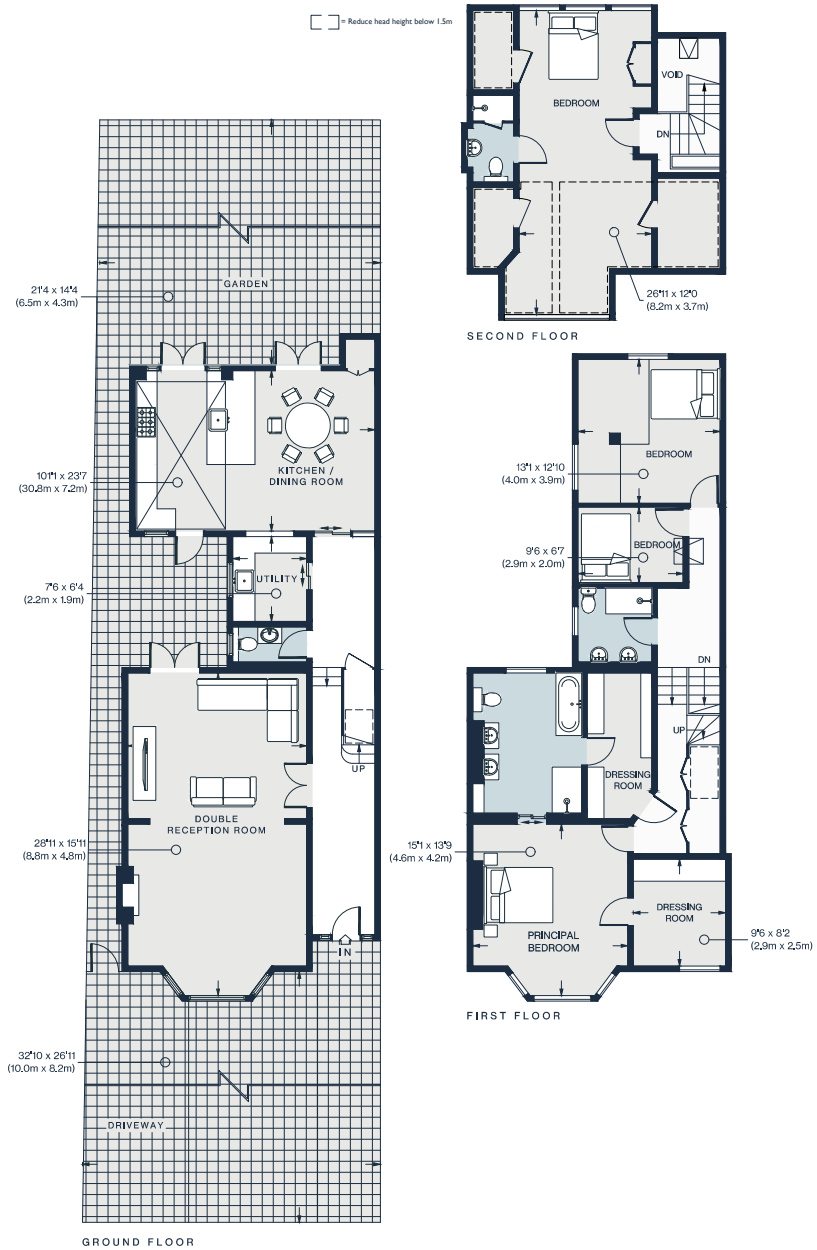 = Reduce head height below 1.5m
VOID
BEDROOM
DN
26'11 x 12'0
(8.2m x 3.7m)
SECOND FLOOR
GARDEN
21'4 x 14'4
(6.5m x 4.3m)
KITCHEN /
DINING ROOM
101'1 x 23'7
(30.8m x 7.2m)
UTILITY
7'6 x 6'4
(2.2m x 1.9m)
UP
DOUBLE
RECEPTION ROOM
28'11 x 15'11
(8.8m x 4.8m)
IN
32'10 x 26'11
(10.0m x 8.2m)
DRIVEWAY
GROUND FLOOR
BEDROOM
13'1 x 12'10
(4.0m x 3.9m)
BEDROOM
9'6 x 6'7
(2.9m x 2.0m)
DN
UP
DRESSING
ROOM
15'1 x 13'9
(4.6m x 4.2m)
PRINCIPAL
BEDROOM
DRESSING
ROOM
9'6 x 8'2
(2.9m x 2.5m)
FIRST FLOOR